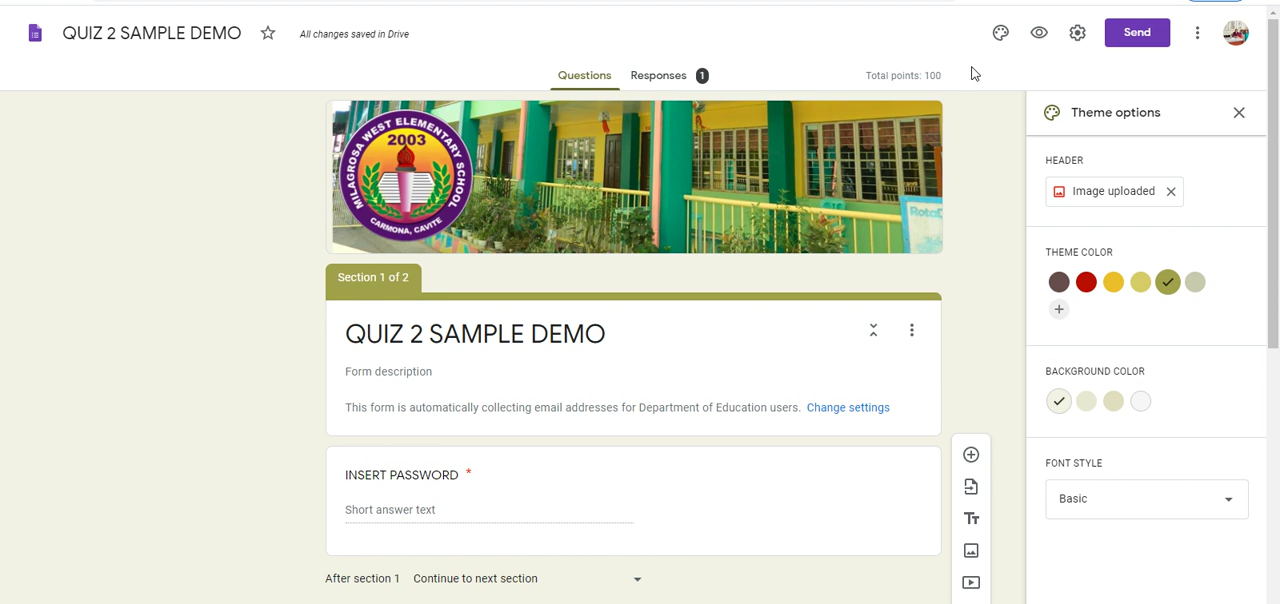 QUIZ 2 SAMPLE DEMO
All changes saved in Drive
Send
Questions
Responses 1
Total points: 100
Theme options
MILAGROSA WEST ELEMENTARY SCHOOL
2003
CARMONA, CAVITE
HEADER
Image uploaded
Section 1 of 2
THEME COLOR
QUIZ 2 SAMPLE DEMO
Form description
This form is automatically collecting email addresses for Department of Education users. Change settings
BACKGROUND COLOR
INSERT PASSWORD *
Short answer text
FONT STYLE
Basic
After section 1 Continue to next section